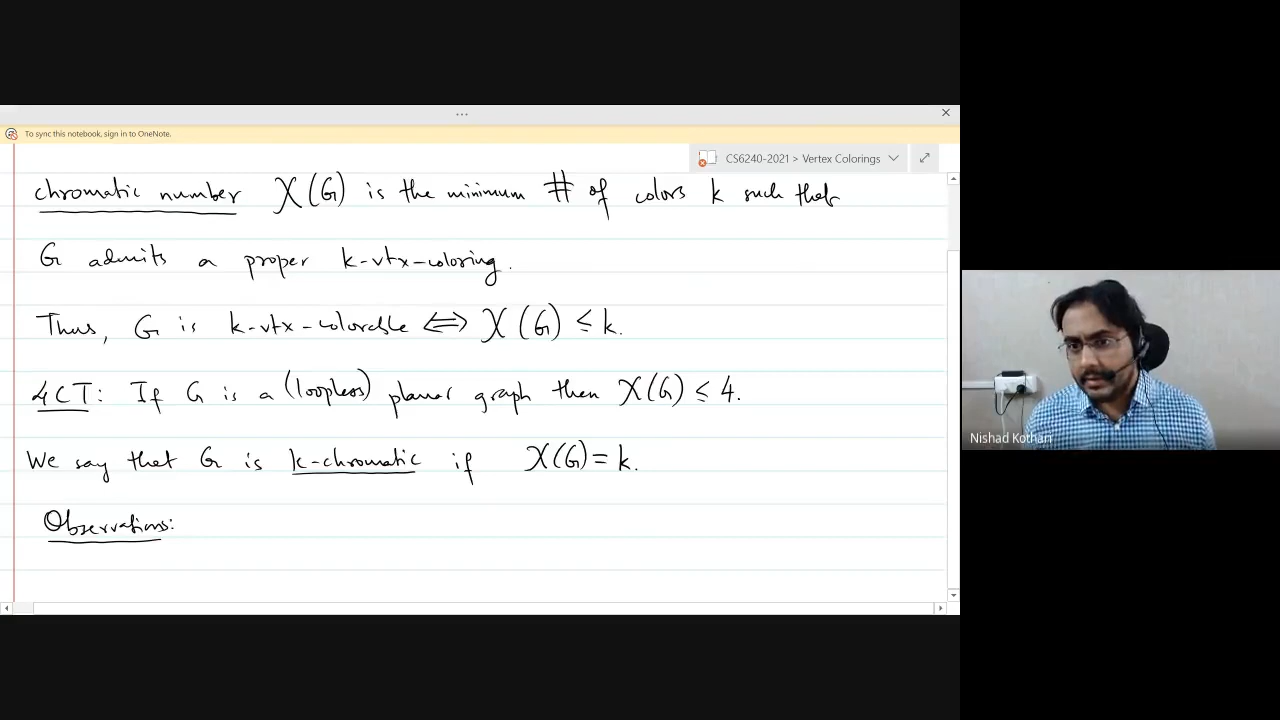 To sync this notebook, sign in to OneNote.
CS6240-2021 > Vertex Colorings
chromatic number χ(G) is the minimum # of colors k such that
G admits a proper k-vtx-coloring.
Thus, G is k-vtx-colorable ⟺ χ(G) ≤ k.
4CT: If G is a (loopless) planar graph then χ(G) ≤ 4.
We say that G is k-chromatic if χ(G) = k.
Observations:
Nishad Kothari